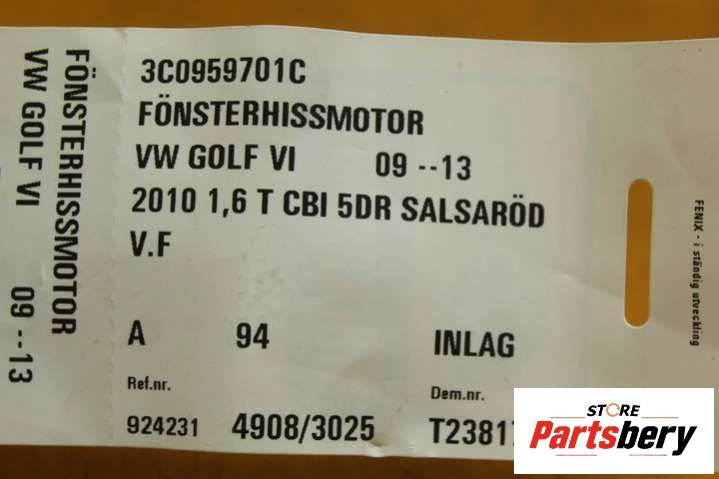 FÖNSTERHISSMOTOR
VW GOLF VI 09 --13
3C0959701C
FÖNSTERHISSMOTOR
VW GOLF VI 09 --13
2010 1,6 T CBI 5DR SALSARÖD
V.F
A 94 INLAG
Ref.nr. Dem.nr.
924231 4908/3025
FENIX - i ständig utveckling
STORE
Partsbery